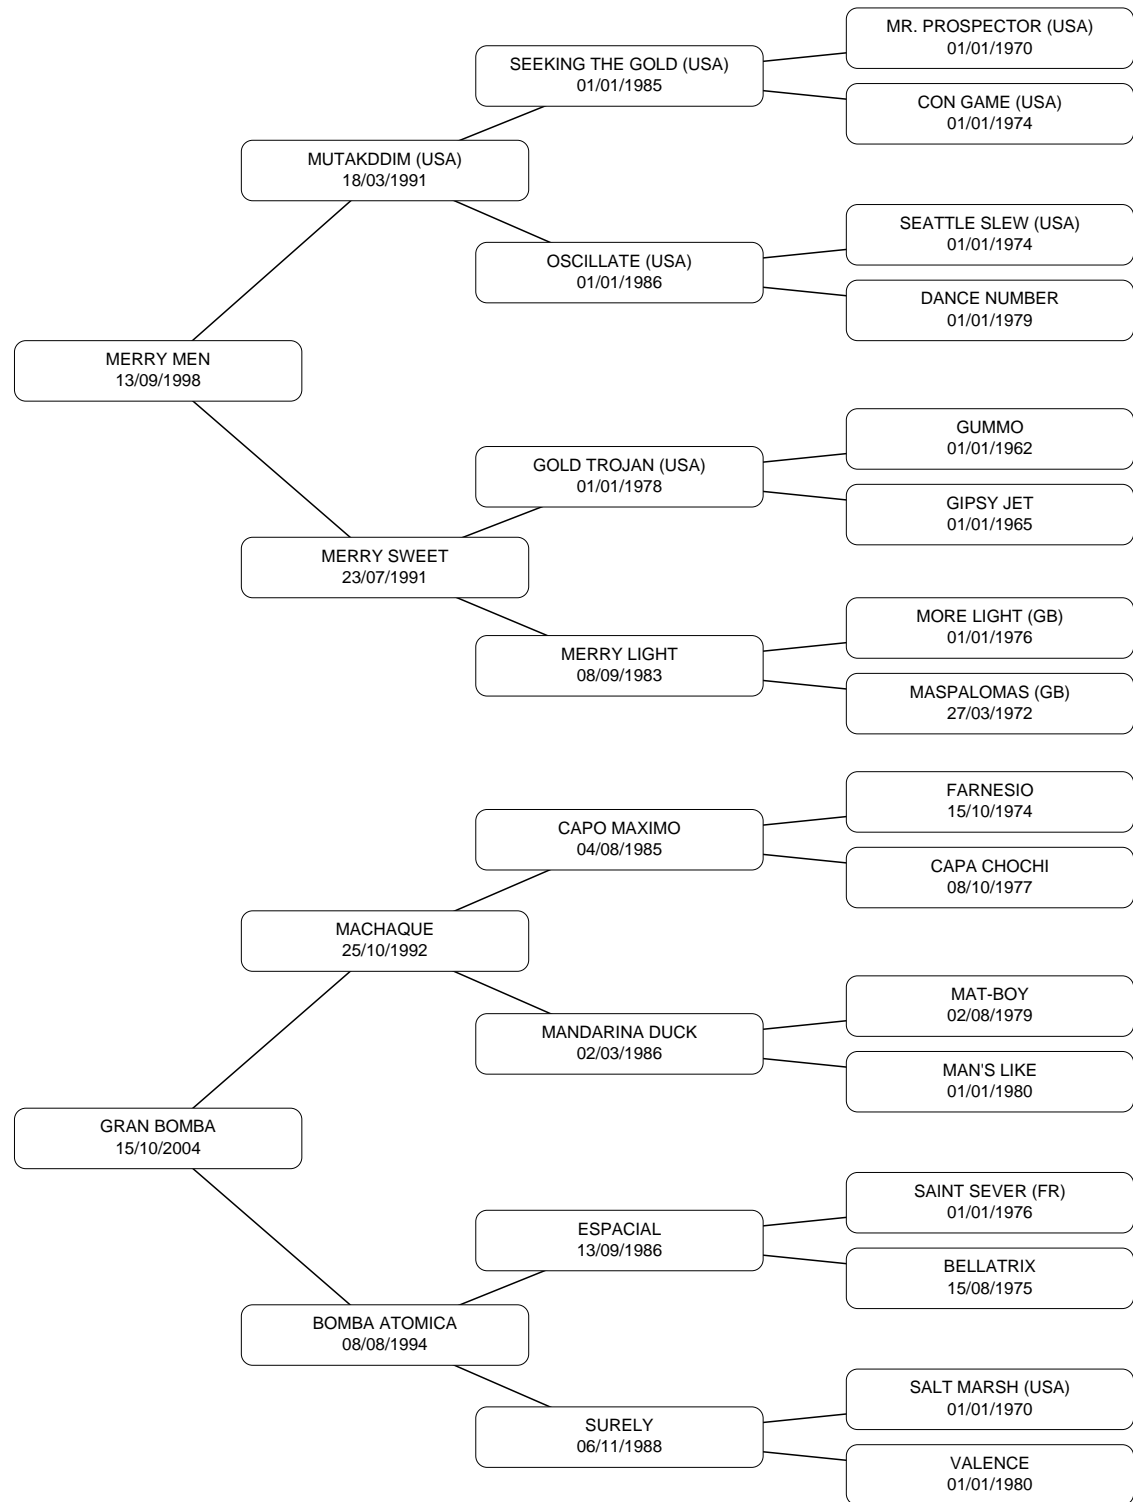 MR. PROSPECTOR (USA)
01/01/1970
SEEKING THE GOLD (USA)
01/01/1985
CON GAME (USA)
01/01/1974
MUTAKDDIM (USA)
18/03/1991
SEATTLE SLEW (USA)
01/01/1974
OSCILLATE (USA)
01/01/1986
DANCE NUMBER
01/01/1979
MERRY MEN
13/09/1998
GUMMO
01/01/1962
GOLD TROJAN (USA)
01/01/1978
GIPSY JET
01/01/1965
MERRY SWEET
23/07/1991
MORE LIGHT (GB)
01/01/1976
MERRY LIGHT
08/09/1983
MASPALOMAS (GB)
27/03/1972
FARNESIO
15/10/1974
CAPO MAXIMO
04/08/1985
CAPA CHOCHI
08/10/1977
MACHAQUE
25/10/1992
MAT-BOY
02/08/1979
MANDARINA DUCK
02/03/1986
MAN'S LIKE
01/01/1980
GRAN BOMBA
15/10/2004
SAINT SEVER (FR)
01/01/1976
ESPACIAL
13/09/1986
BELLATRIX
15/08/1975
BOMBA ATOMICA
08/08/1994
SALT MARSH (USA)
01/01/1970
SURELY
06/11/1988
VALENCE
01/01/1980